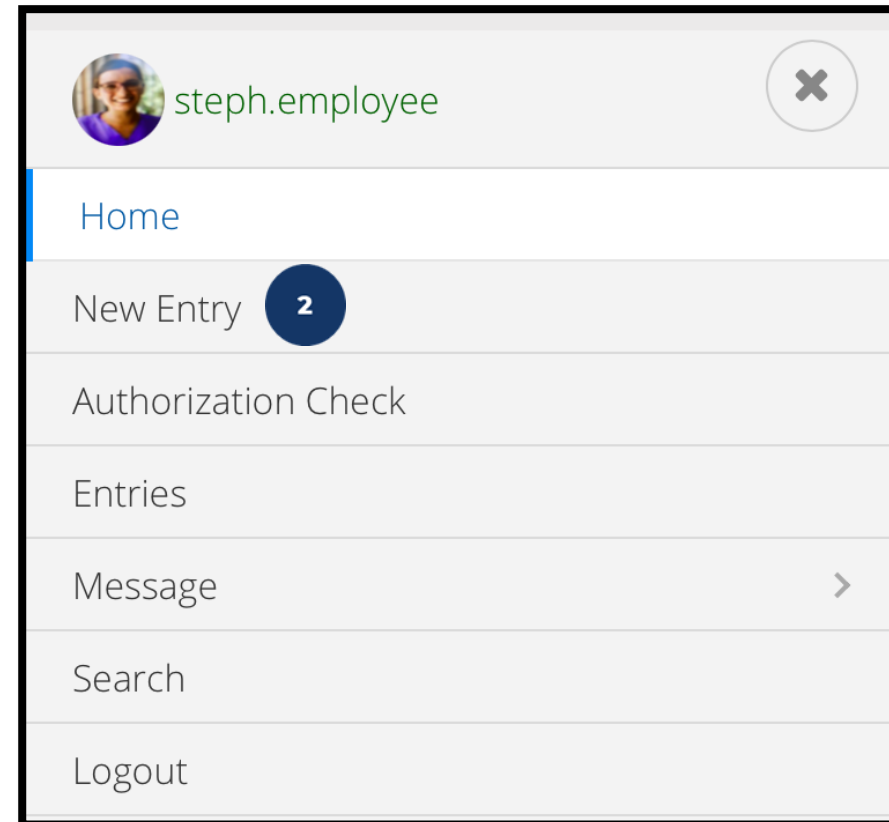 steph.employee
Home
New Entry 2
Authorization Check
Entries
Message
Search
Logout